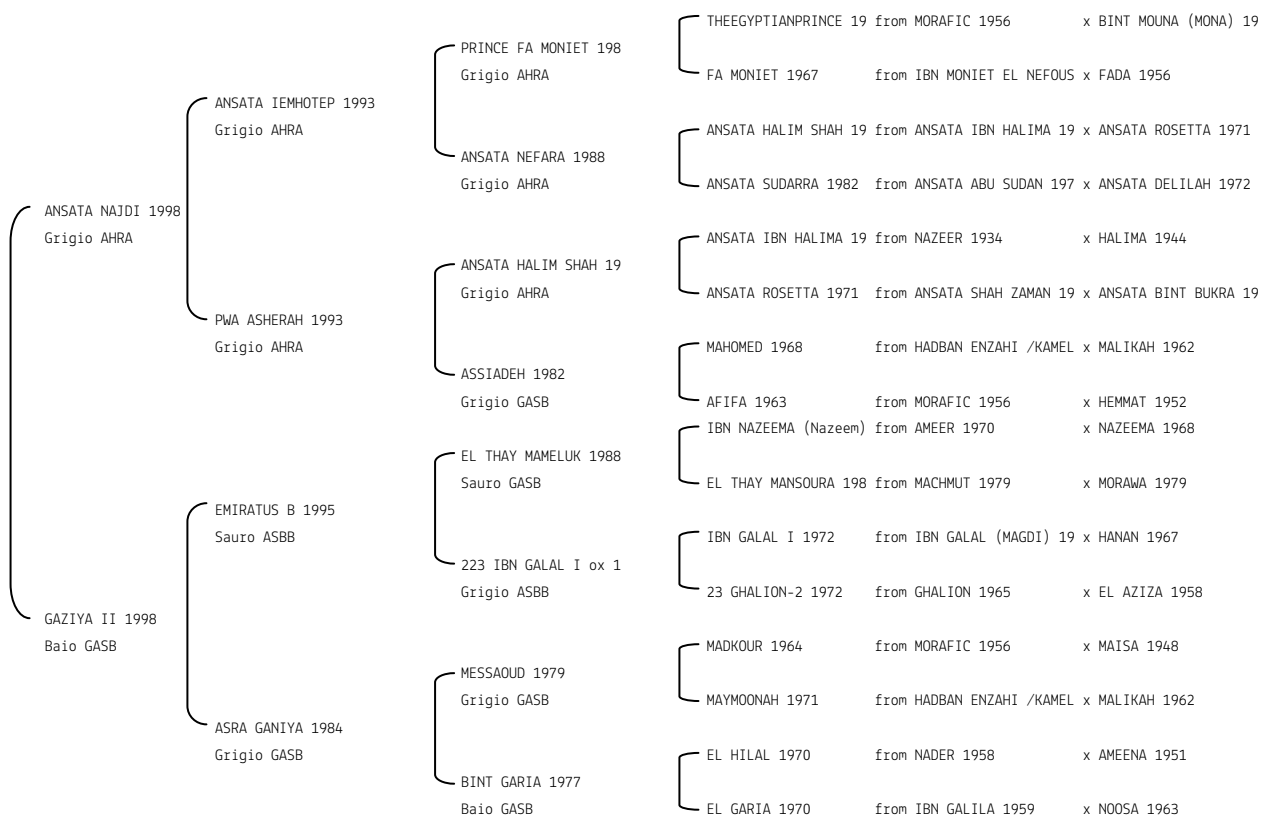 THEEGYPTIANPRINCE 19 from MORAFIC 1956 x BINT MOUNA (MONA) 19
PRINCE FA MONIET 198
Grigio AHRA
FA MONIET 1967 from IBN MONIET EL NEFOUS x FADA 1956
ANSATA IEMHOTEP 1993
Grigio AHRA
ANSATA HALIM SHAH 19 from ANSATA IBN HALIMA 19 x ANSATA ROSETTA 1971
ANSATA NEFARA 1988
Grigio AHRA
ANSATA SUDARRA 1982 from ANSATA ABU SUDAN 197 x ANSATA DELILAH 1972
ANSATA NAJDI 1998
Grigio AHRA
ANSATA IBN HALIMA 19 from NAZEER 1934 x HALIMA 1944
ANSATA HALIM SHAH 19
Grigio AHRA
ANSATA ROSETTA 1971 from ANSATA SHAH ZAMAN 19 x ANSATA BINT BUKRA 19
PWA ASHERAH 1993
Grigio AHRA
MAHOMED 1968 from HADBAN ENZAHI /KAMEL x MALIKAH 1962
ASSIADEH 1982
Grigio GASB
AFIFA 1963 from MORAFIC 1956 x HEMMAT 1952
IBN NAZEEMA (Nazeem) from AMEER 1970 x NAZEEMA 1968
EL THAY MAMELUK 1988
Sauro GASB
EL THAY MANSOURA 198 from MACHMUT 1979 x MORAWA 1979
EMIRATUS B 1995
Sauro ASBB
IBN GALAL I 1972 from IBN GALAL (MAGDI) 19 x HANAN 1967
223 IBN GALAL I ox 1
Grigio ASBB
23 GHALION-2 1972 from GHALION 1965 x EL AZIZA 1958
GAZIYA II 1998
Baio GASB
MADKOUR 1964 from MORAFIC 1956 x MAISA 1948
MESSAOUD 1979
Grigio GASB
MAYMOONAH 1971 from HADBAN ENZAHI /KAMEL x MALIKAH 1962
ASRA GANIYA 1984
Grigio GASB
EL HILAL 1970 from NADER 1958 x AMEENA 1951
BINT GARIA 1977
Baio GASB
EL GARIA 1970 from IBN GALILA 1959 x NOOSA 1963